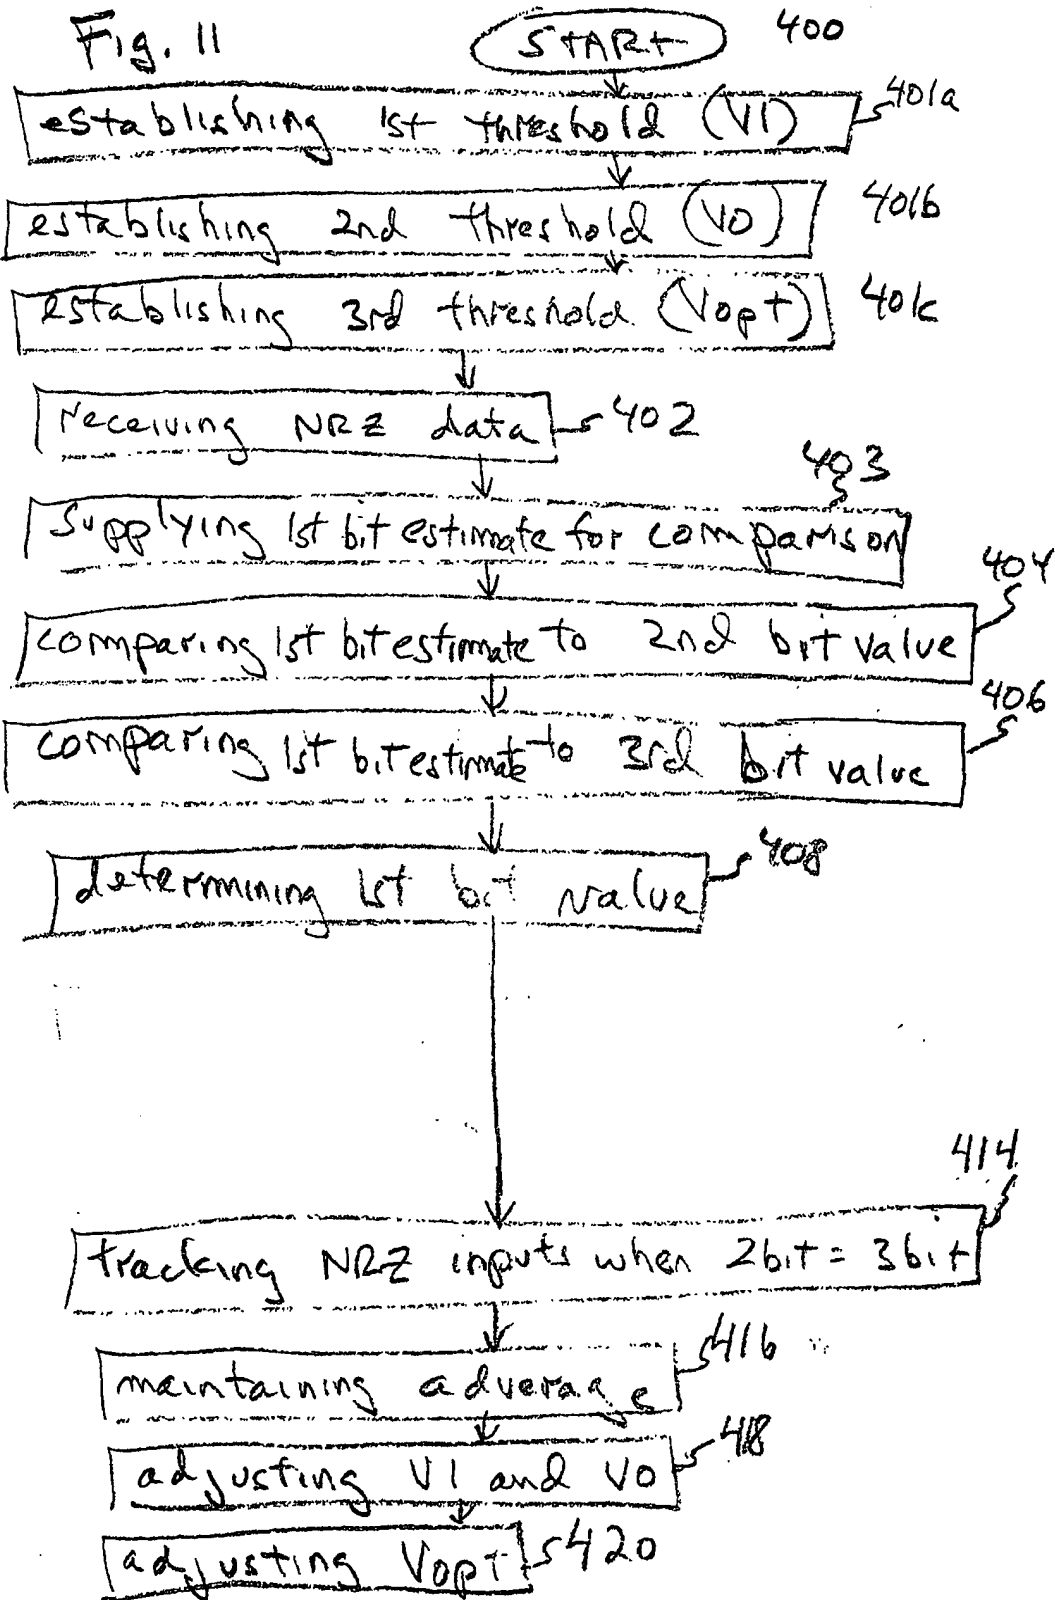 Fig. 11
START 400
establishing 1st threshold (V1) 401a
establishing 2nd threshold (V0) 401b
establishing 3rd threshold (Vopt) 401c
receiving NRZ data 402
403
supplying 1st bit estimate for comparison
404
comparing 1st bit estimate to 2nd bit value
406
comparing 1st bit estimate to 3rd bit value
determining 1st bit value 408
414
tracking NRZ inputs when 2bit = 3bit
maintaining adverage 416
adjusting V1 and V0 418
adjusting Vopt 420